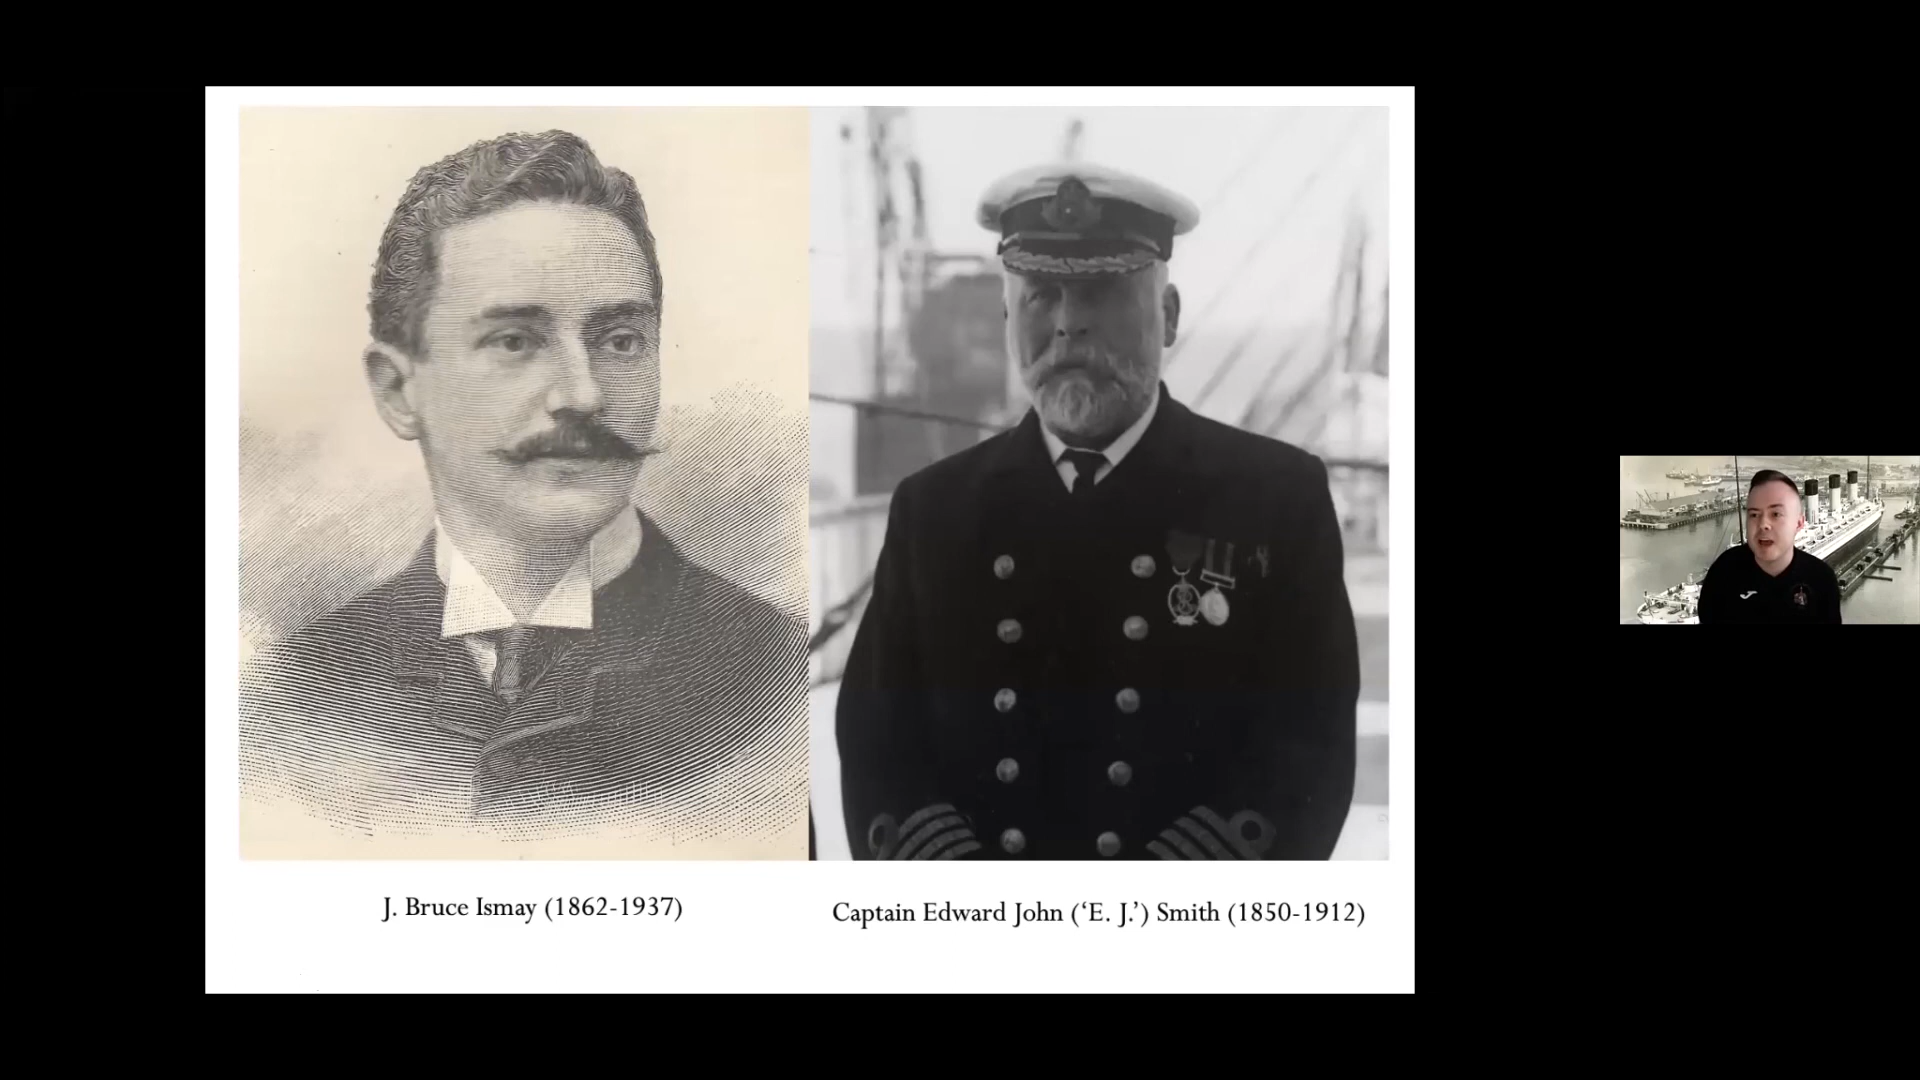 J. Bruce Ismay (1862-1937)
Captain Edward John (‘E. J.’) Smith (1850-1912)